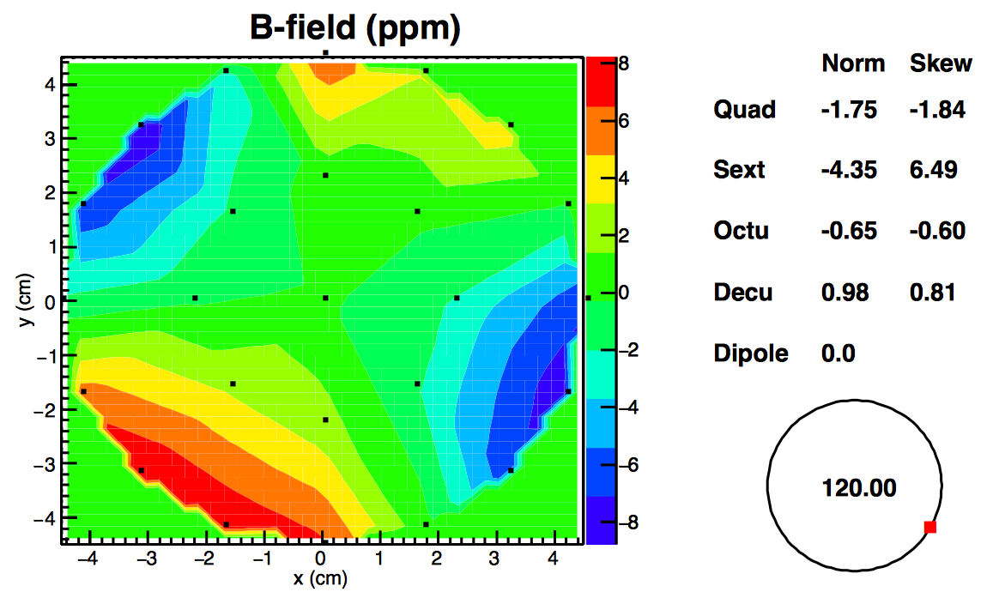 B-field (ppm)
4
3
2
1
0
−1
−2
−3
−4
y (cm)
−4 −3 −2 −1 0 1 2 3 4
x (cm)
8
6
4
2
0
−2
−4
−6
−8
Norm Skew
Quad -1.75 -1.84
Sext -4.35 6.49
Octu -0.65 -0.60
Decu 0.98 0.81
Dipole 0.0
120.00